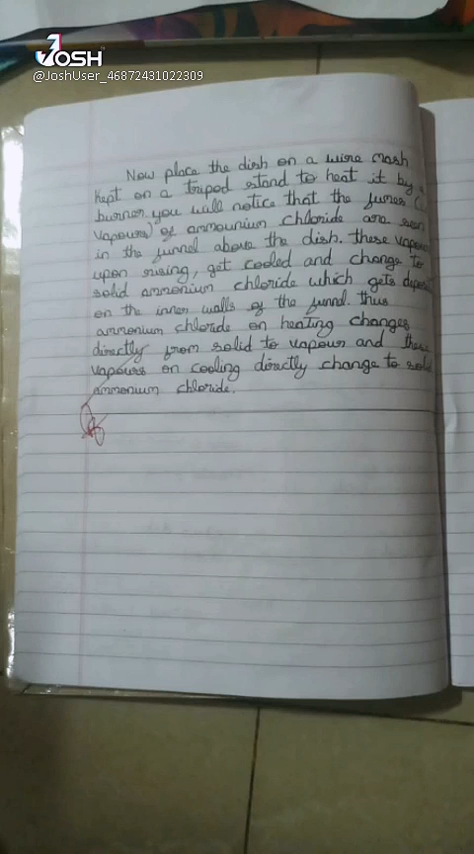 JOSH
@JoshUser_46872431022309
Now place the dish on a wire mash
kept on a tripod stand to heat it by a
burner you will notice that the fumes
vapours) of ammounium chloride are seen
in the funnel above the dish. these vapours
upon rising, get cooled and change to
solid ammonium chloride which gets
on the inner walls of the funnel. thus
ammonium chloride on heating changes
directly from solid to vapour and these
vapours on cooling directly change to solid
ammonium chloride.